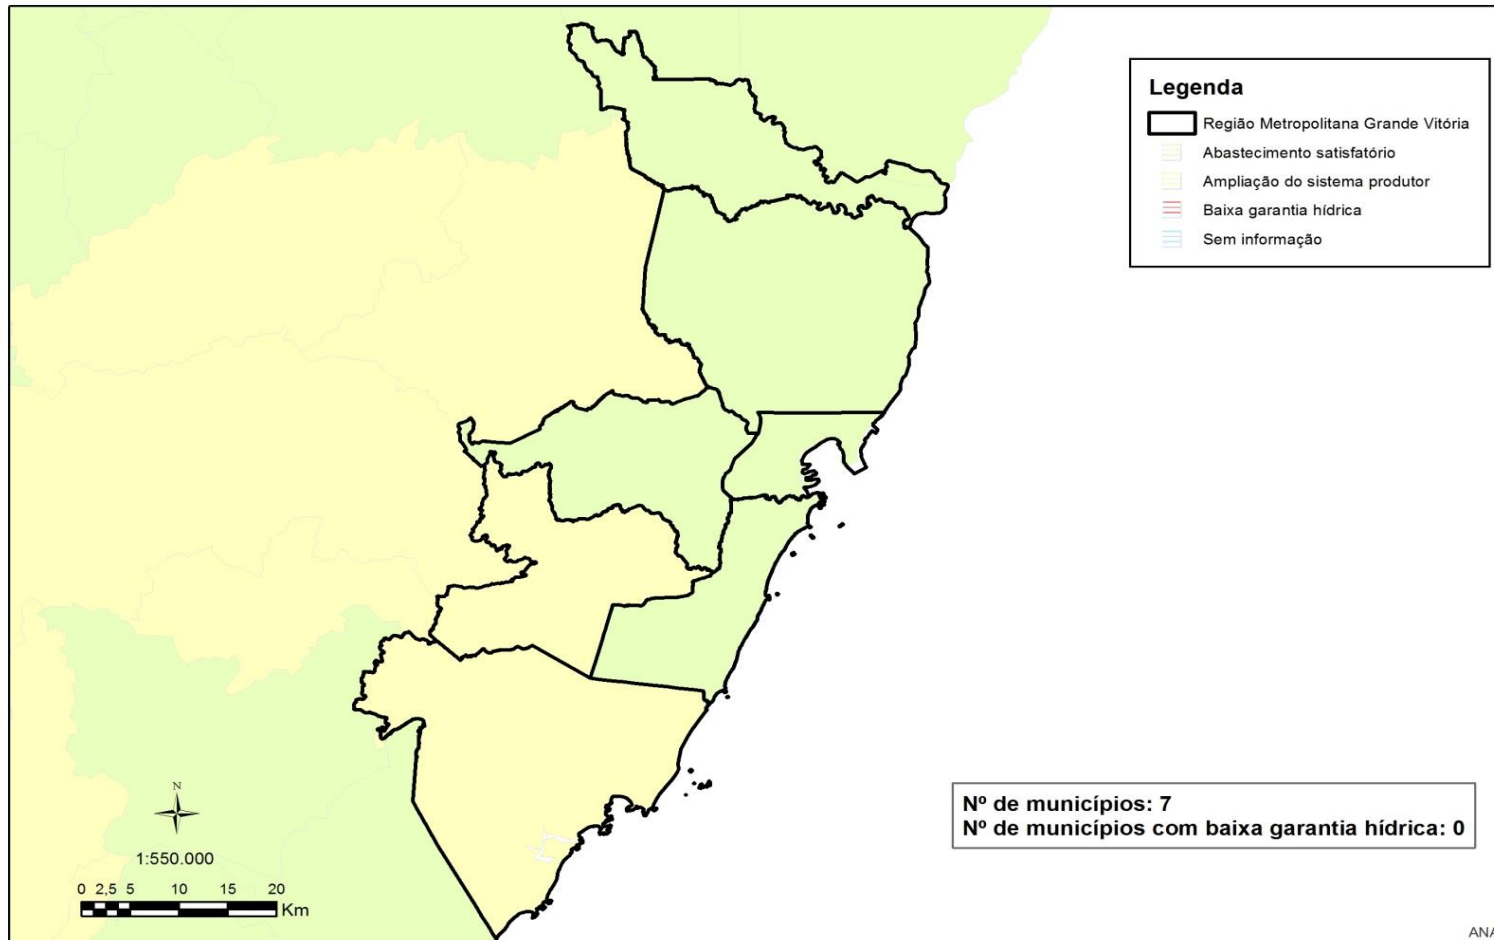 Legenda
Região Metropolitana Grande Vitória
Abastecimento satisfatório
Ampliação do sistema produtor
Baixa garantia hídrica
Sem informação
Nº de municípios: 7
Nº de municípios com baixa garantia hídrica: 0
N
1:550.000
0 2,5 5 10 15 20
Km
ANA